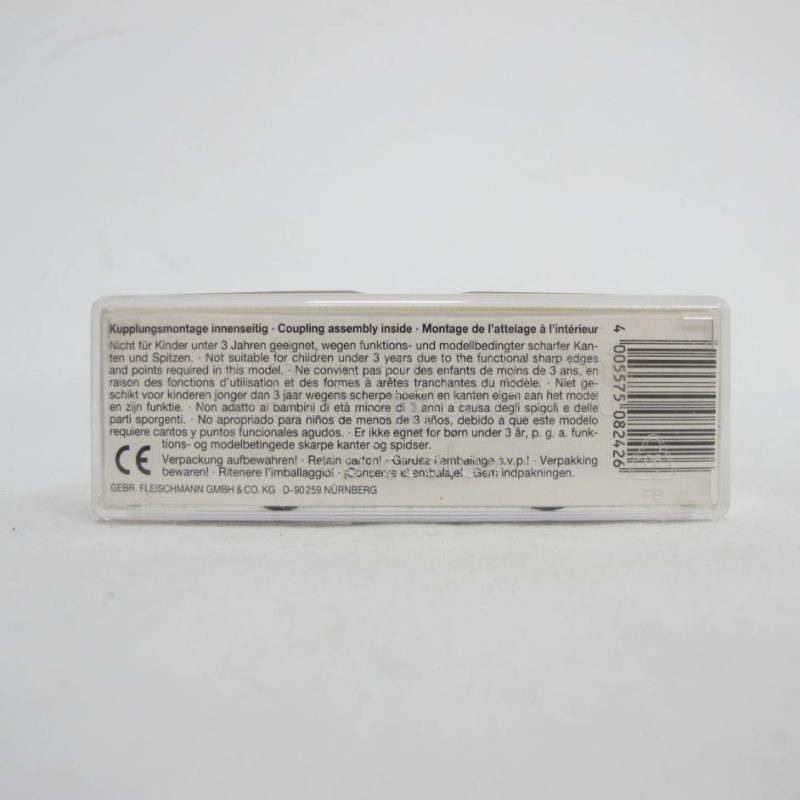 Kupplungsmontage innenseitig · Coupling assembly inside · Montage de l'attelage à l'intérieur
Nicht für Kinder unter 3 Jahren geeignet, wegen funktions- und modellbedingter scharfer Kan-
ten und Spitzen. · Not suitable for children under 3 years due to the functional sharp edges
and points required in this model. · Ne convient pas pour des enfants de moins de 3 ans, en
raison des fonctions d'utilisation et des formes à arêtes tranchantes du modèle. · Niet ge-
schikt voor kinderen jonger dan 3 jaar wegens scherpe hoeken en kanten eigen aan het model
en zijn funktie. · Non adatto ai bambini di età minore di 3 anni a causa degli spigoli e delle
parti sporgenti. · No apropriado para niños de menos de 3 años, debido a que este modelo
requiere cantos y puntos funcionales agudos. · Er ikke egnet for børn under 3 år, p. g. a. funk-
tions- og modelbetingede skarpe kanter og spidser.
CE Verpackung aufbewahren! · Retain carton! · Gardez l'emballage s.v.p.! · Verpakking
bewaren! · Ritenere l'imballaggio! · ¡Conserve el embalaje! · Gem indpakningen.
GEBR. FLEISCHMANN GMBH & CO. KG D-90259 NÜRNBERG
4 005575 082426
PS